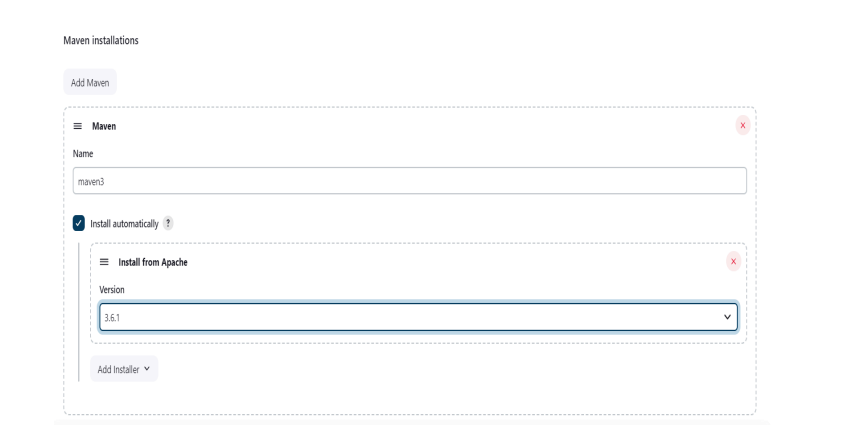 Maven installations
Add Maven
Maven
X
Name
maven3
Install automatically ?
Install from Apache
X
Version
3.6.1
Add Installer